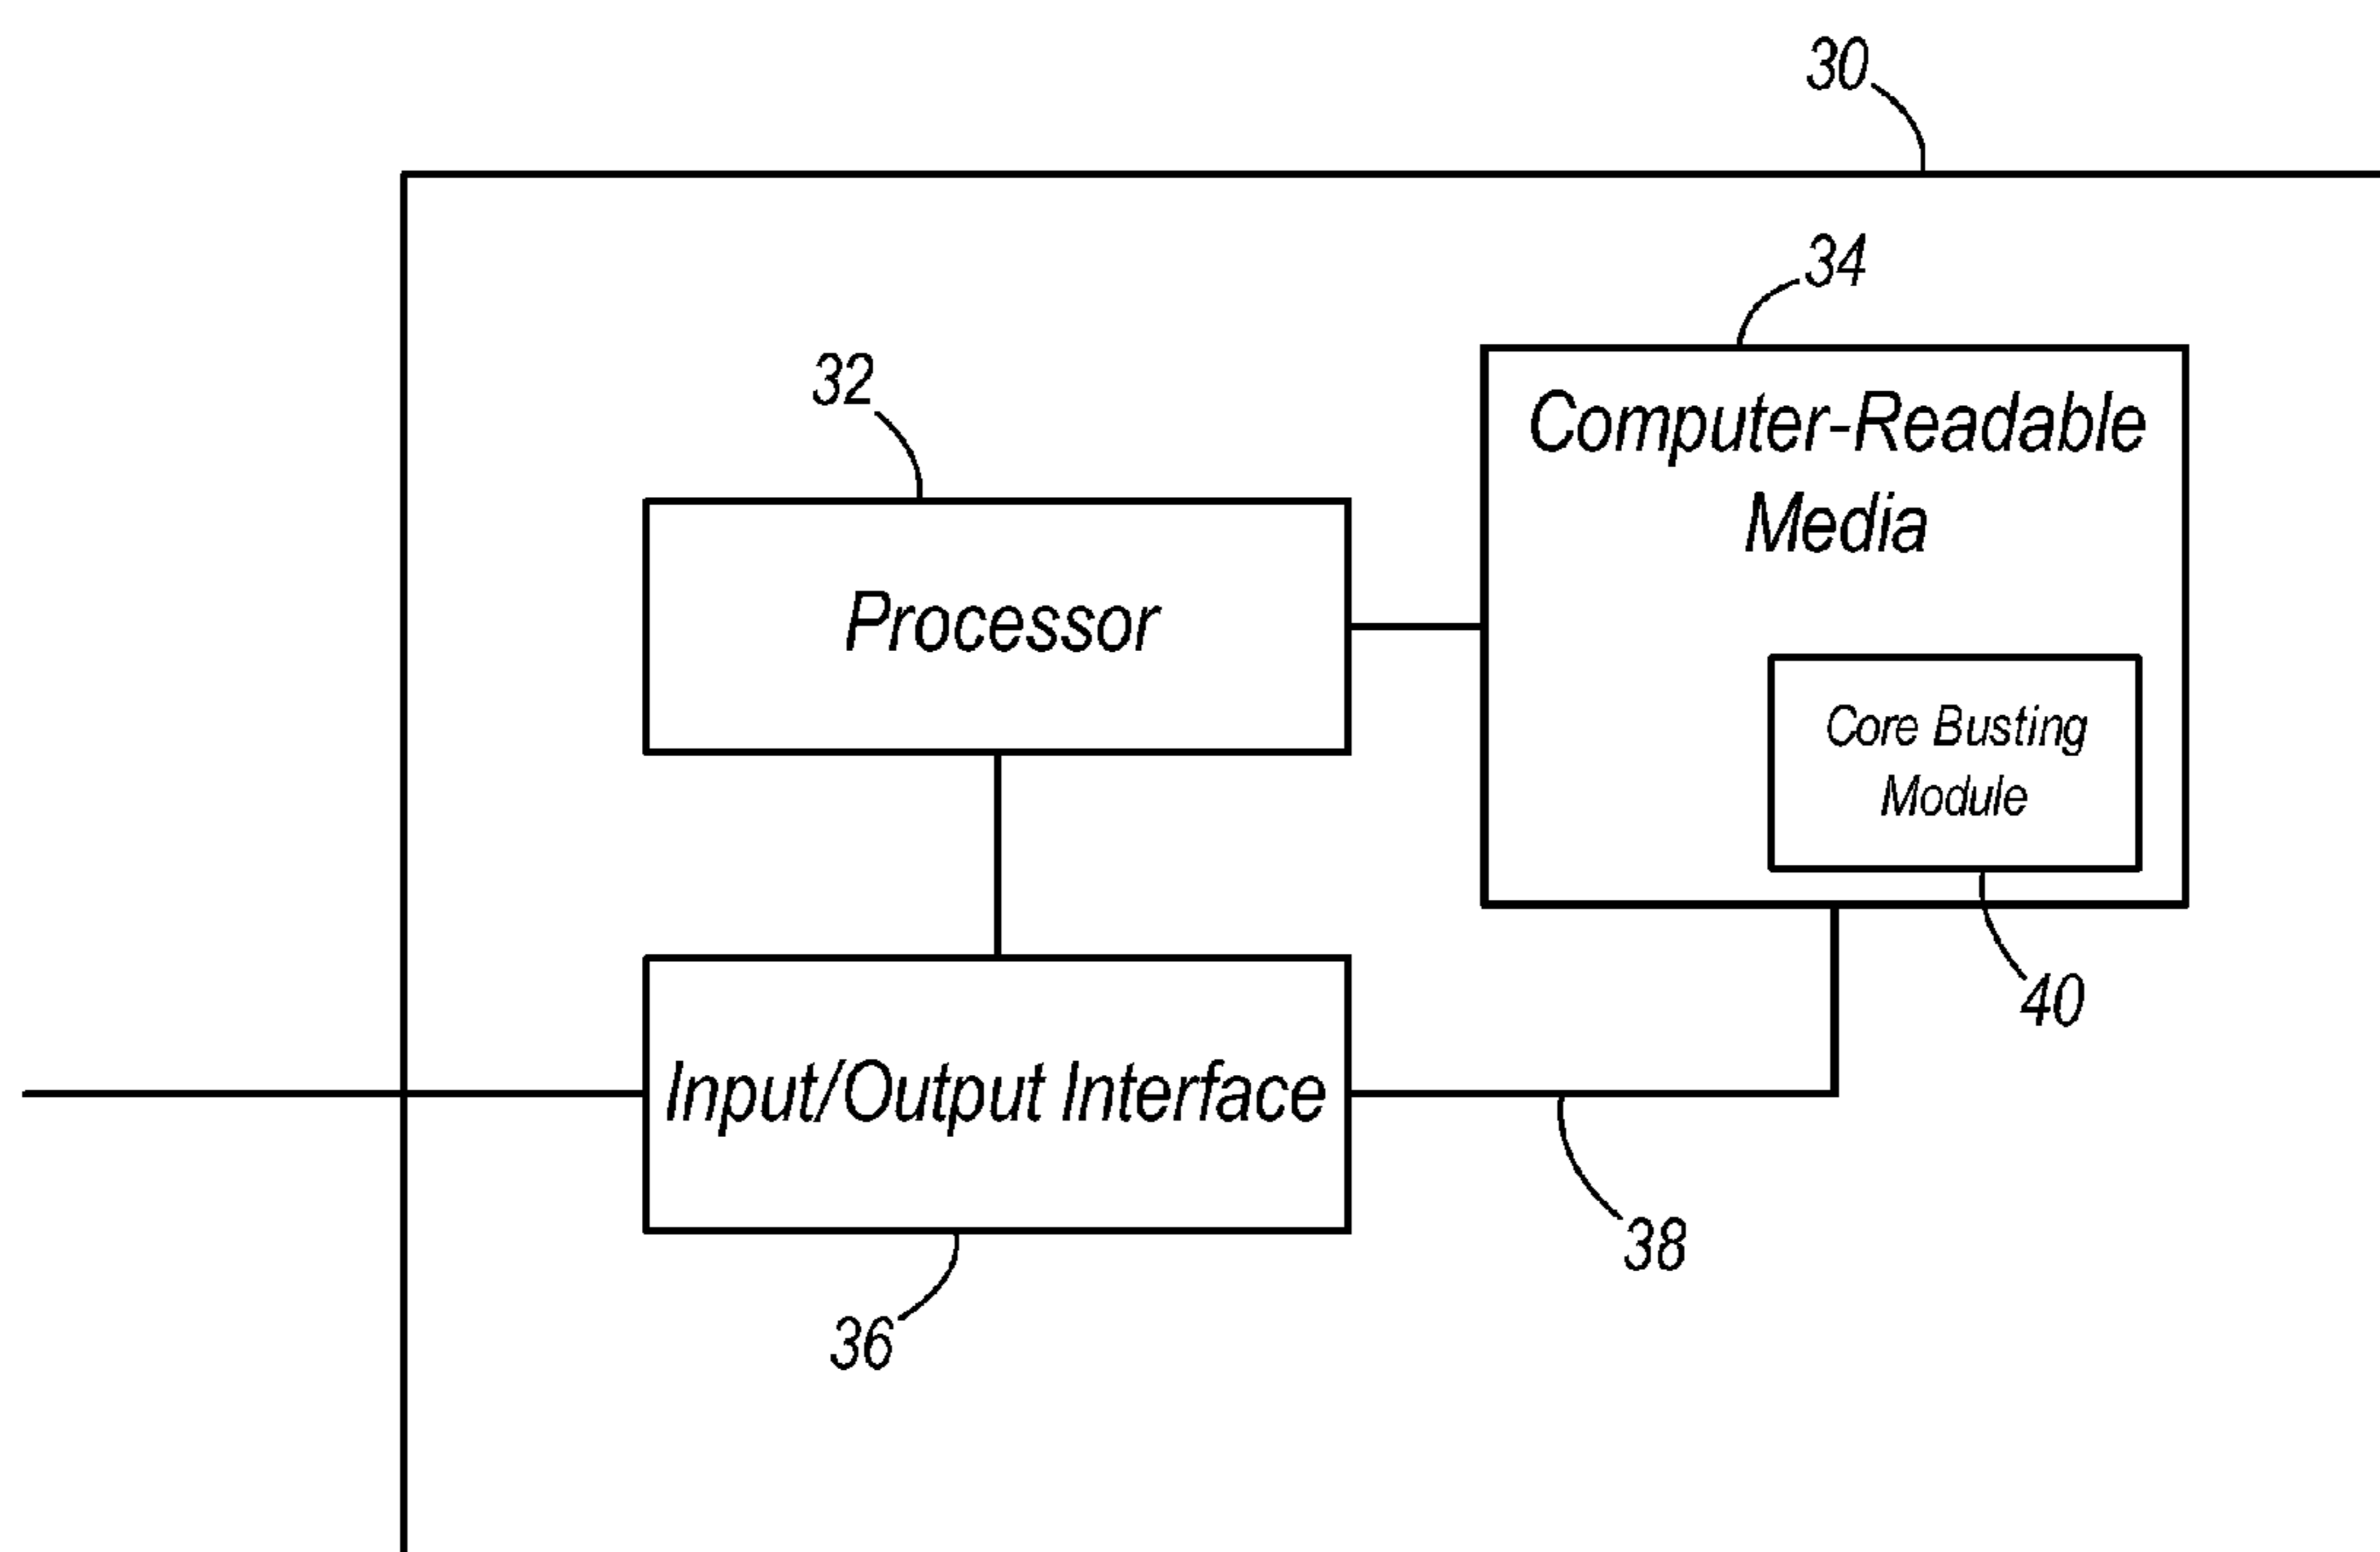 30
34
32
Computer-Readable
Media
Processor
Core Busting
Module
40
Input/Output Interface
38
36